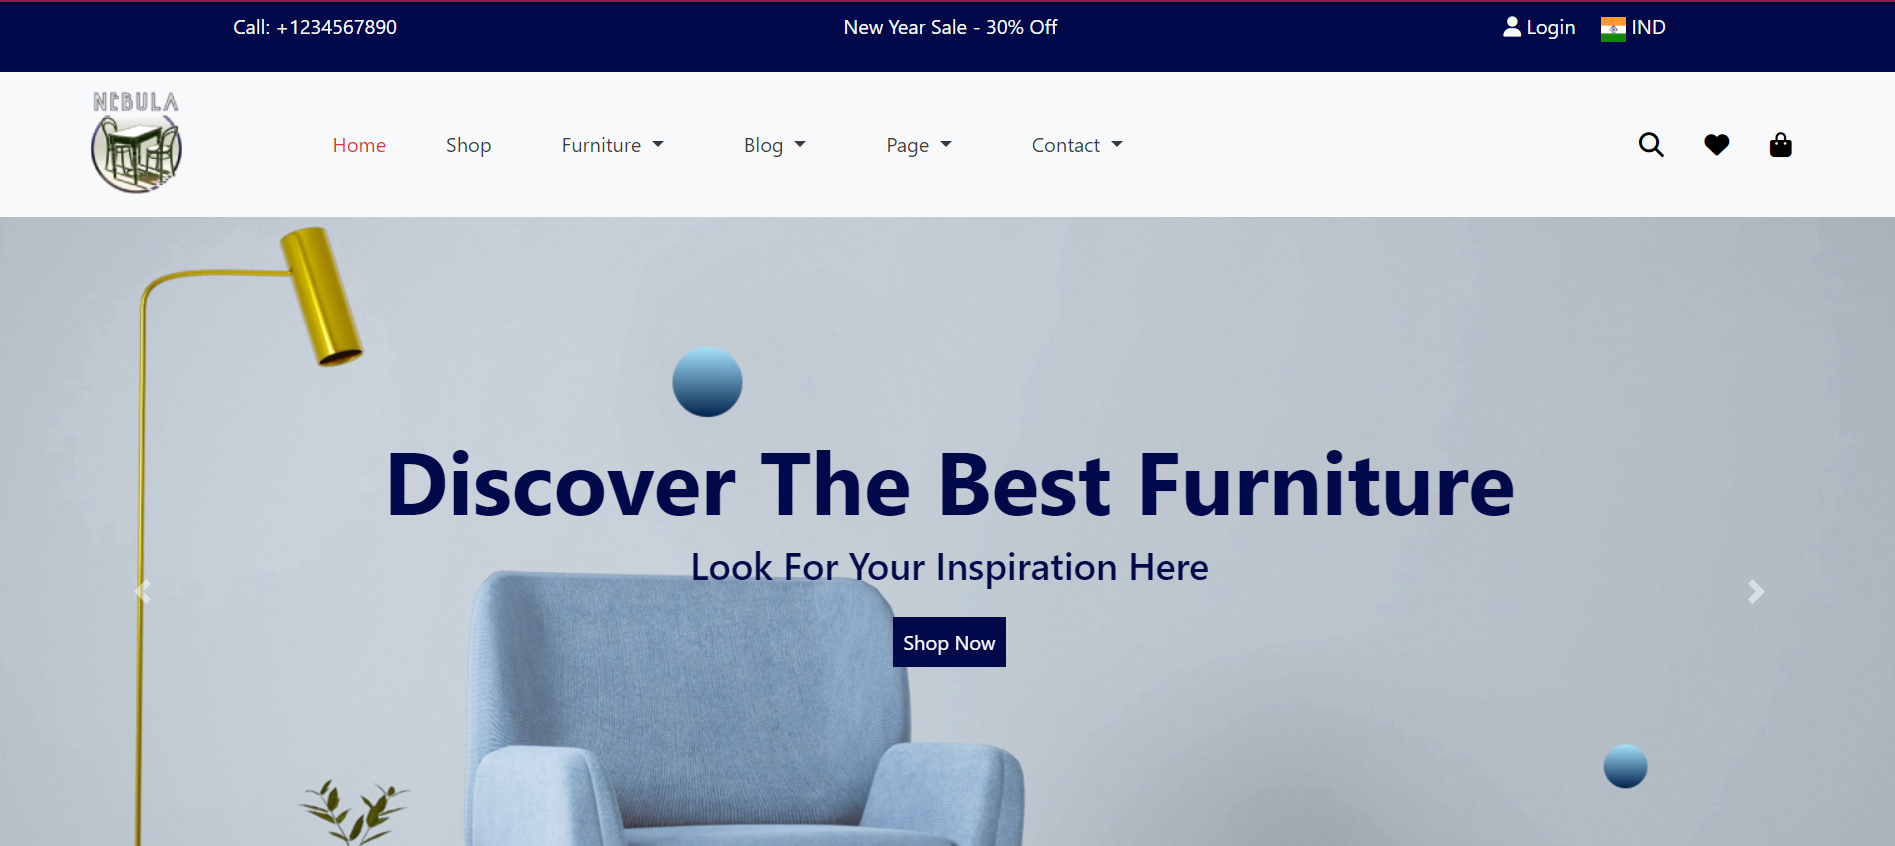 Call: +1234567890
New Year Sale - 30% Off
Login
IND
NEBULA
Home
Shop
Furniture
Blog
Page
Contact
Discover The Best Furniture
Look For Your Inspiration Here
Shop Now